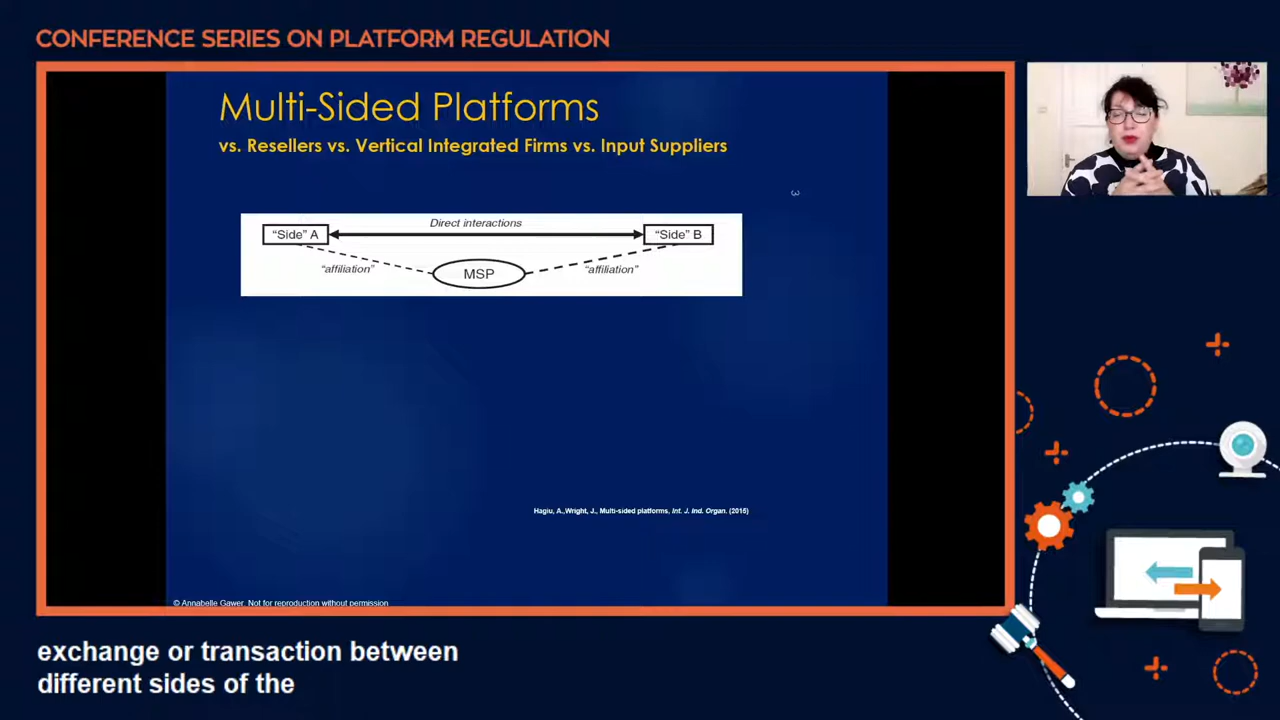 CONFERENCE SERIES ON PLATFORM REGULATION
Multi-Sided Platforms
vs. Resellers vs. Vertical Integrated Firms vs. Input Suppliers
3
Direct interactions
“Side” A
“Side” B
“affiliation”
MSP
“affiliation”
Hagiu, A.,Wright, J., Multi-sided platforms, Int. J. Ind. Organ. (2015)
© Annabelle Gawer. Not for reproduction without permission
exchange or transaction between
different sides of the